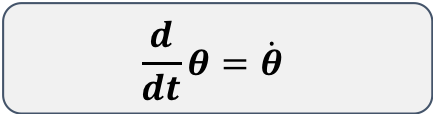 d/dt θ = θ̇